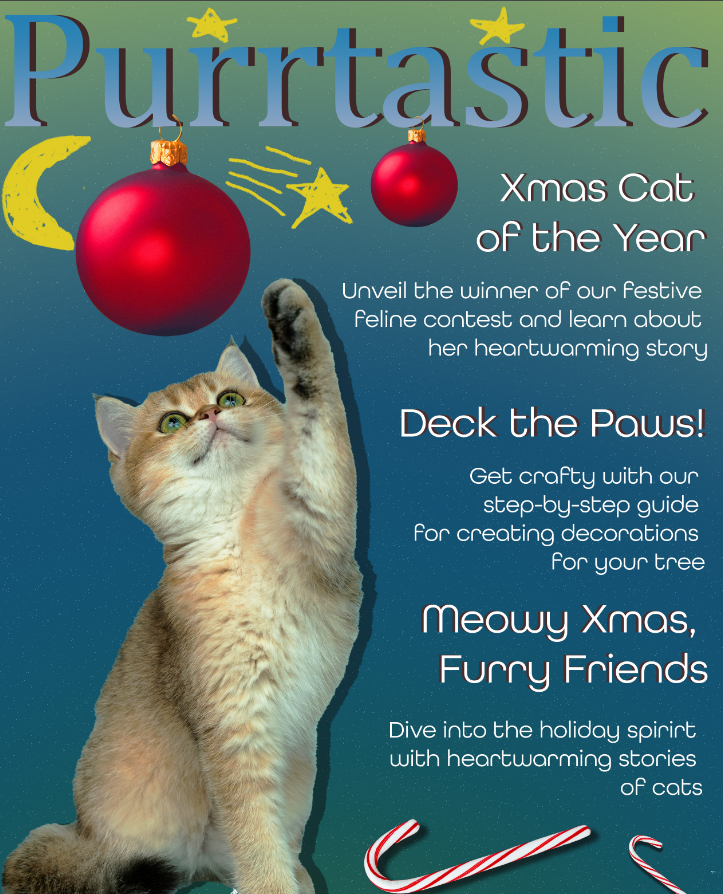 Purrtastic
Xmas Cat
of the Year
Unveil the winner of our festive
feline contest and learn about
her heartwarming story
Deck the Paws!
Get crafty with our
step-by-step guide
for creating decorations
for your tree
Meowy Xmas,
Furry Friends
Dive into the holiday spirirt
with heartwarming stories
of cats